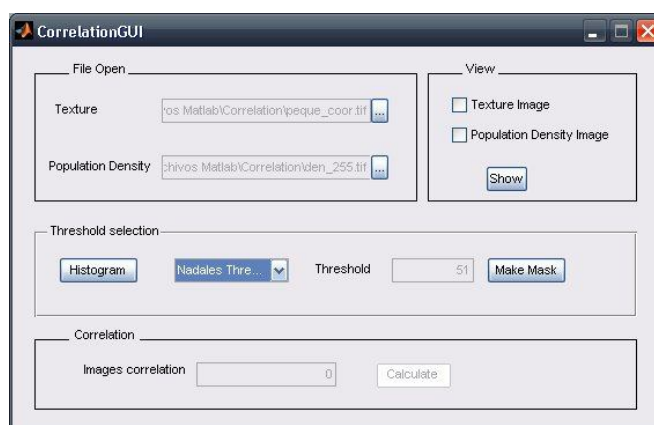 CorrelationGUI
File Open
View
Texture
os Matlab\Correlation\peque_coor.tif
...
Texture Image
Population Density Image
Population Density
chivos Matlab\Correlation\den_255.tif
...
Show
Threshold selection
Histogram
Nadales Thre...
Threshold
51
Make Mask
Correlation
Images correlation
0
Calculate